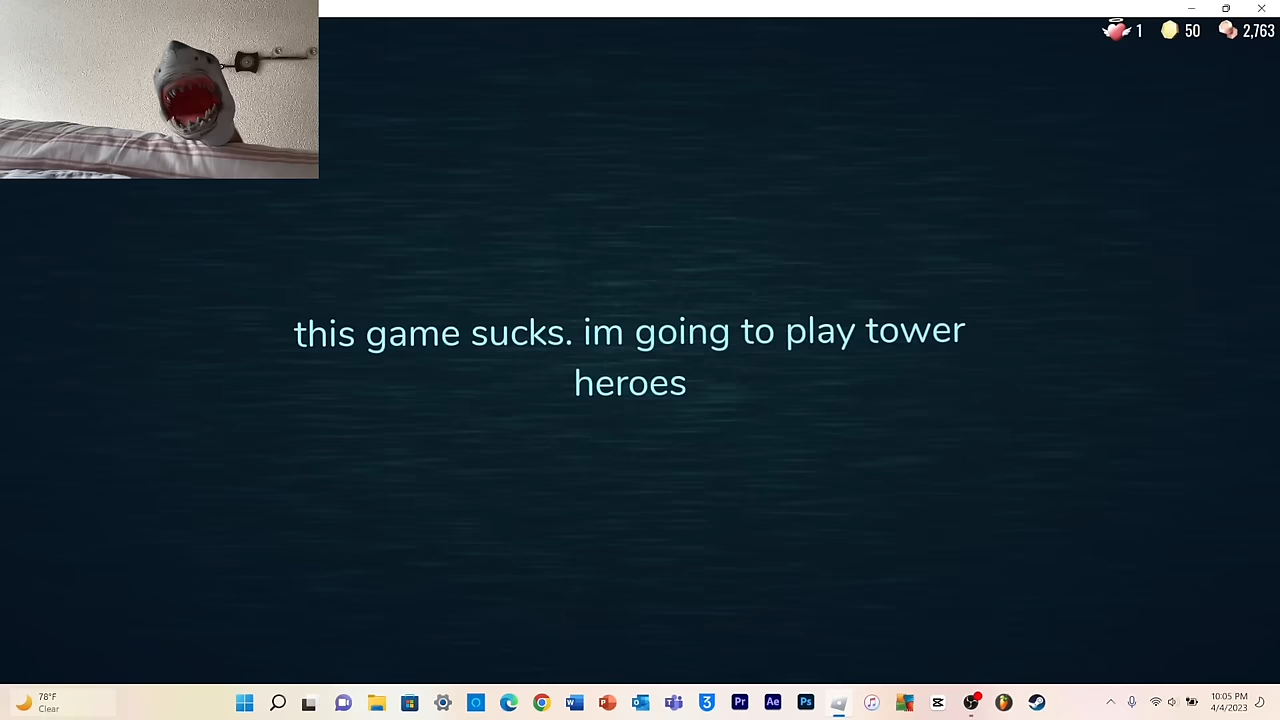 1 50 2,763
this game sucks. im going to play tower
heroes
78°F
Clear
10:05 PM
4/4/2023